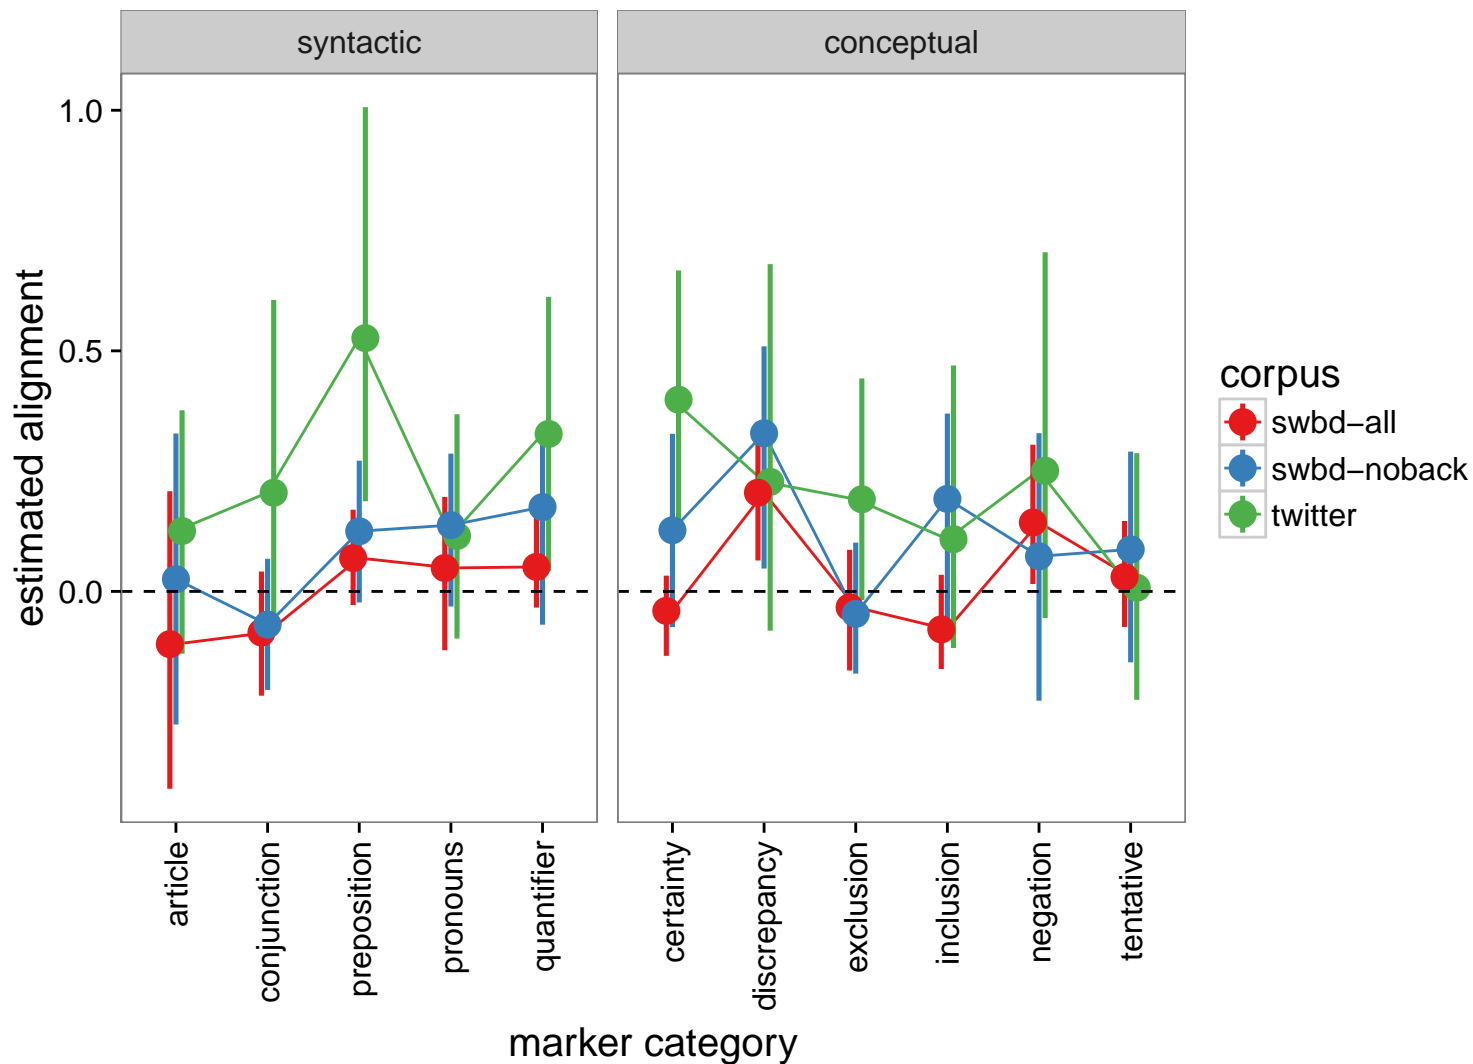 syntactic
conceptual
1.0
0.5
0.0
estimated alignment
article
conjunction
preposition
pronouns
quantifier
certainty
discrepancy
exclusion
inclusion
negation
tentative
marker category
corpus
swbd−all
swbd−noback
twitter